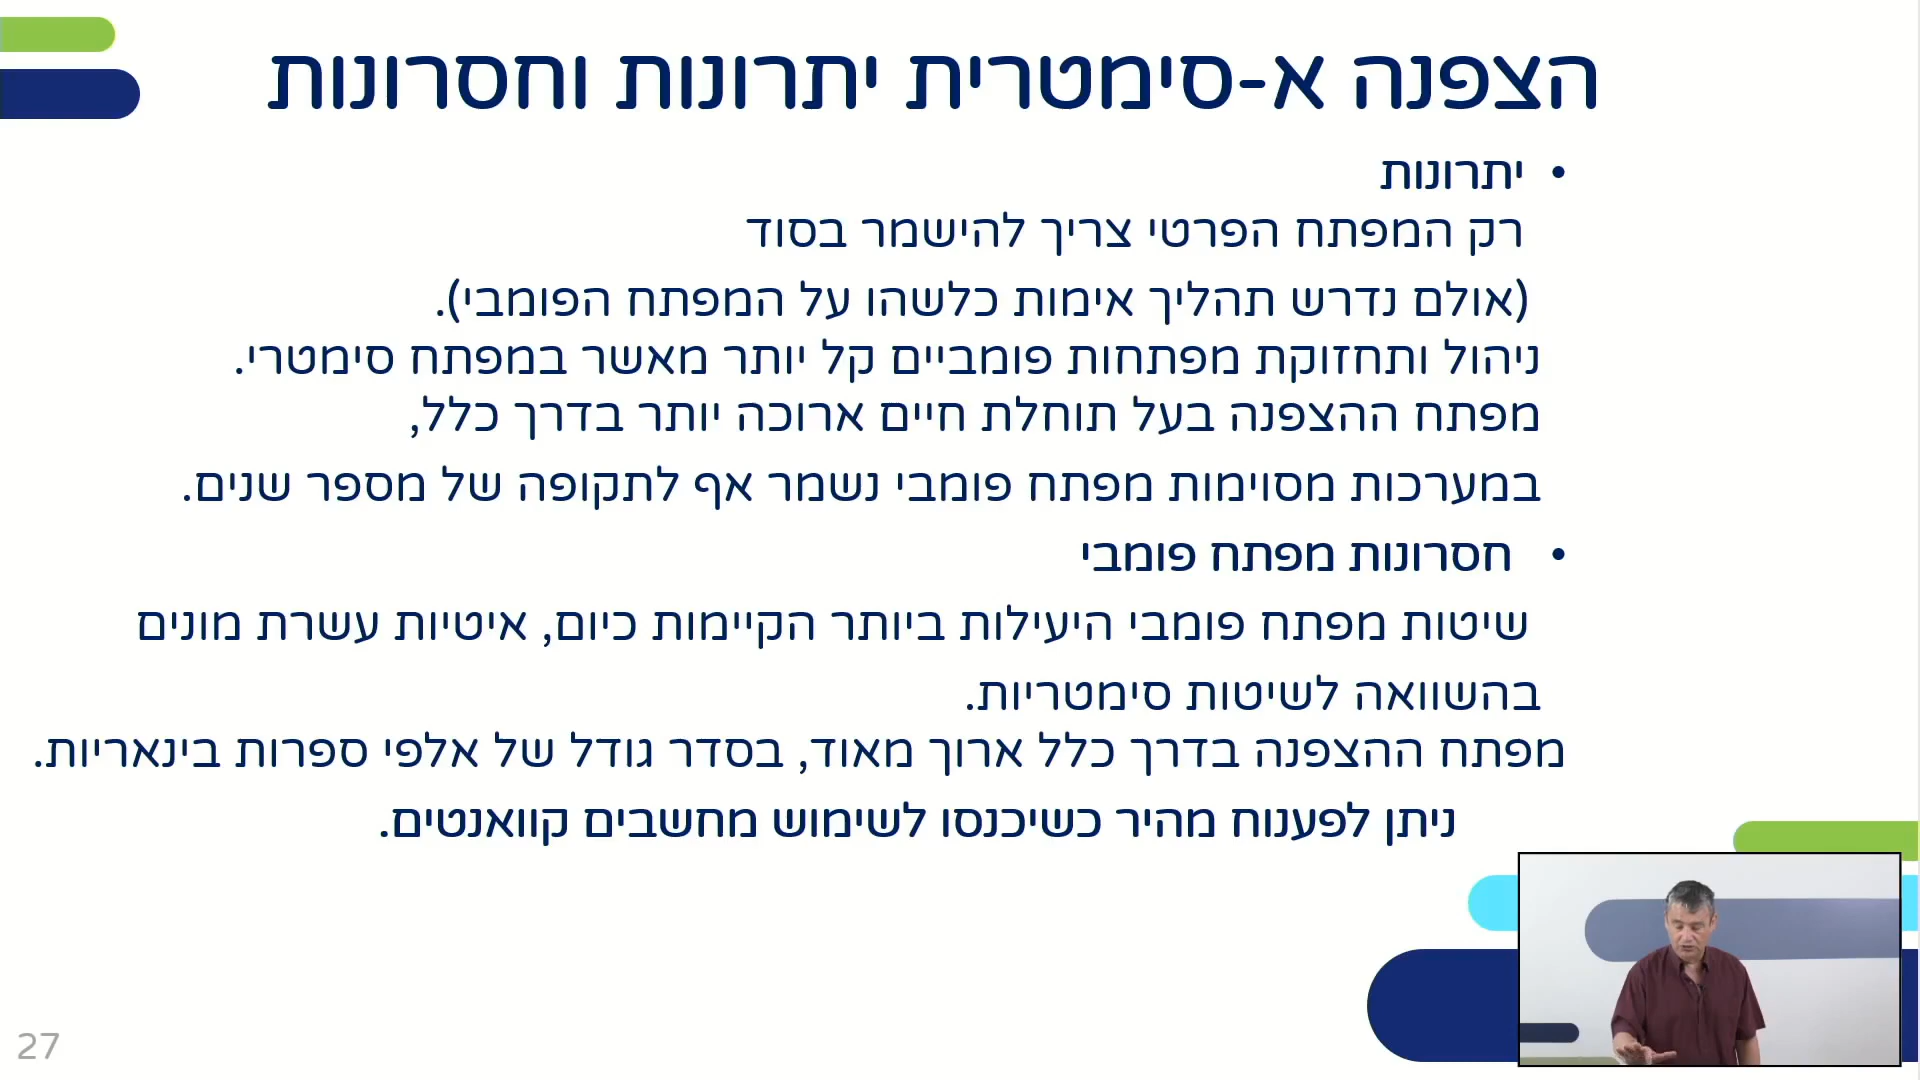 הצפנה א-סימטרית יתרונות וחסרונות
• יתרונות
רק המפתח הפרטי צריך להישמר בסוד
(אולם נדרש תהליך אימות כלשהו על המפתח הפומבי).
ניהול ותחזוקת מפתחות פומביים קל יותר מאשר במפתח סימטרי.
מפתח ההצפנה בעל תוחלת חיים ארוכה יותר בדרך כלל,
במערכות מסוימות מפתח פומבי נשמר אף לתקופה של מספר שנים.
• חסרונות מפתח פומבי
שיטות מפתח פומבי היעילות ביותר הקיימות כיום, איטיות עשרת מונים
בהשוואה לשיטות סימטריות.
מפתח ההצפנה בדרך כלל ארוך מאוד, בסדר גודל של אלפי ספרות בינאריות.
ניתן לפענוח מהיר כשיכנסו לשימוש מחשבים קוואנטים.
27